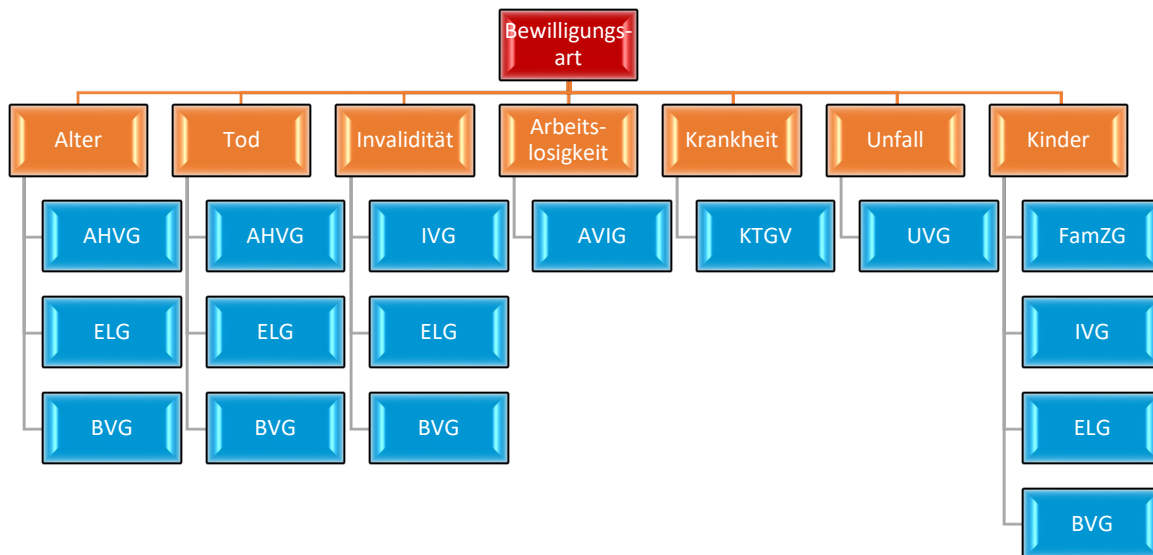 Bewilligungs-
art
Alter
Tod
Invalidität
Arbeits-
losigkeit
Krankheit
Unfall
Kinder
AHVG
AHVG
IVG
AVIG
KTGV
UVG
FamZG
ELG
ELG
ELG
IVG
BVG
BVG
BVG
ELG
BVG